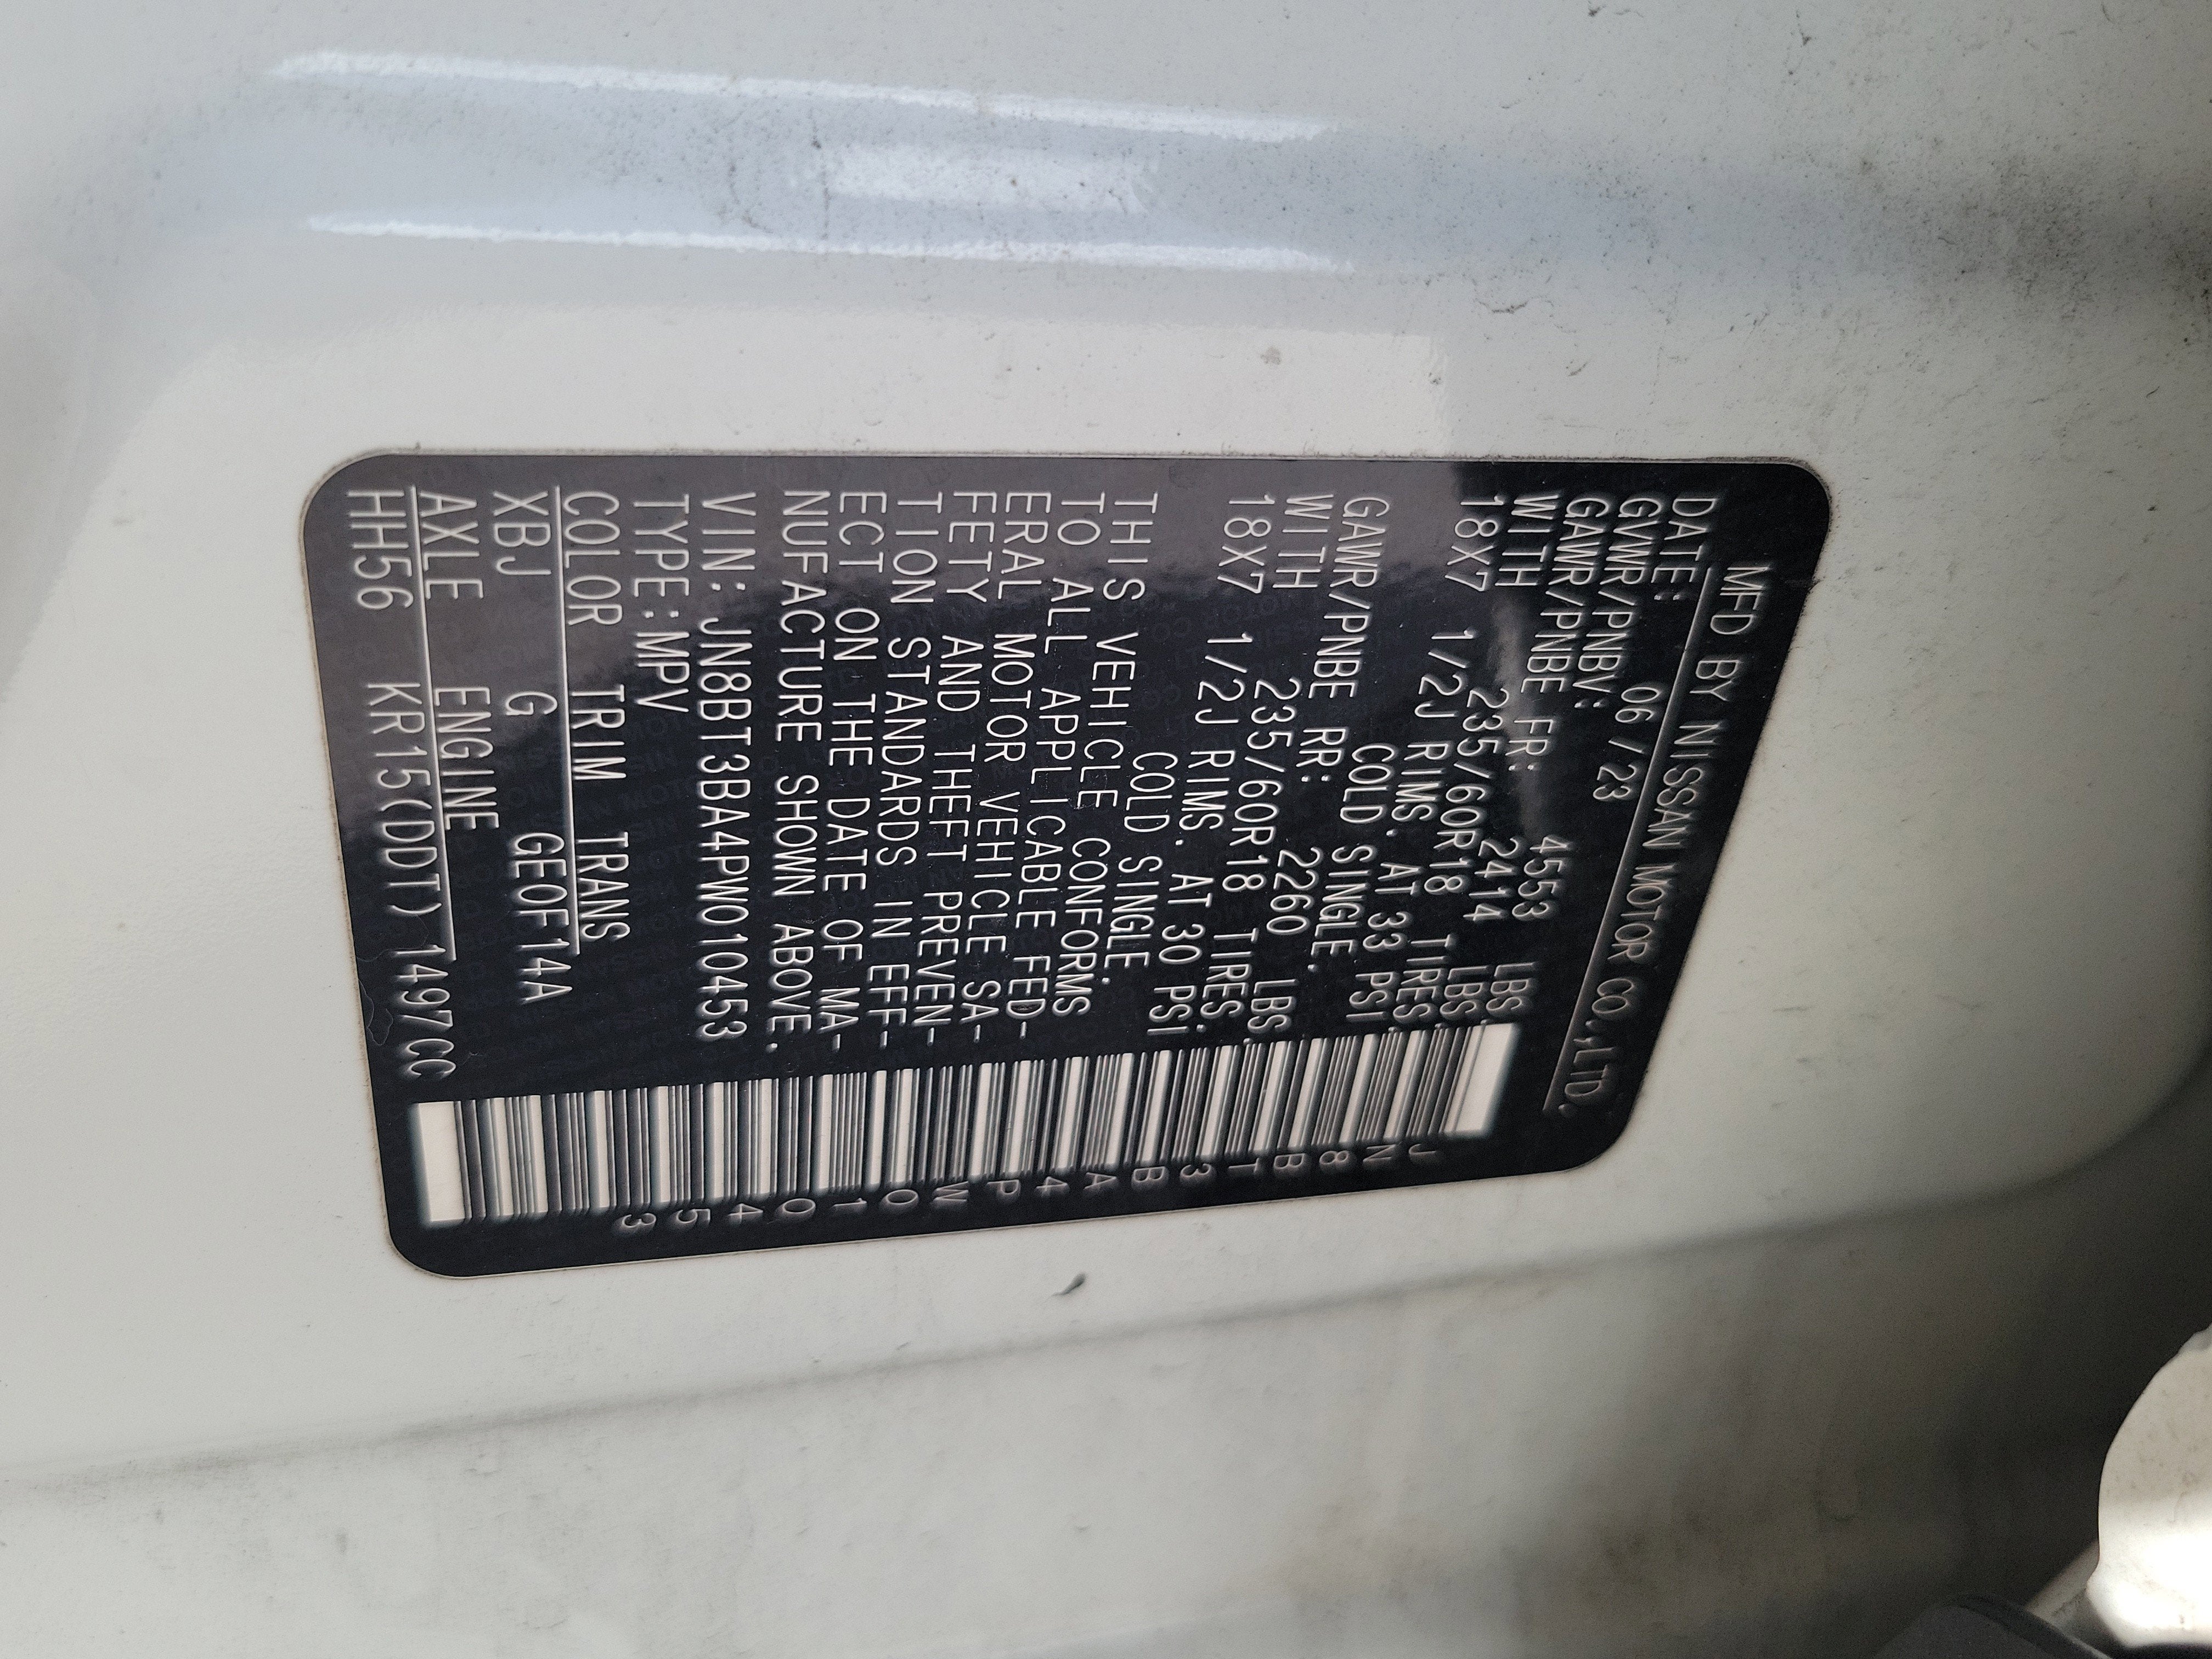 MFD BY NISSAN MOTOR CO.,LTD.
DATE: 06 /23
GVWR/PNBV: 4553 LBS.
GAWR/PNBE FR: 2414 LBS.
WITH 235/60R18 TIRES,
18X7 1/2J RIMS. AT 33 PSI
COLD SINGLE.
GAWR/PNBE RR: 2260 LBS.
WITH 235/60R18 TIRES,
18X7 1/2J RIMS. AT 30 PSI
COLD SINGLE.
THIS VEHICLE CONFORMS
TO ALL APPLICABLE FED-
ERAL MOTOR VEHICLE SA-
FETY AND THEFT PREVEN-
TION STANDARDS IN EFF-
ECT ON THE DATE OF MA-
NUFACTURE SHOWN ABOVE.
VIN: JN8BT3BA4PW010453
TYPE:MPV
COLOR TRIM TRANS
XBJ G GE0F14A
AXLE ENGINE
HH56 KR15(DDT) 1497CC
JN8BT3BA4PW010453